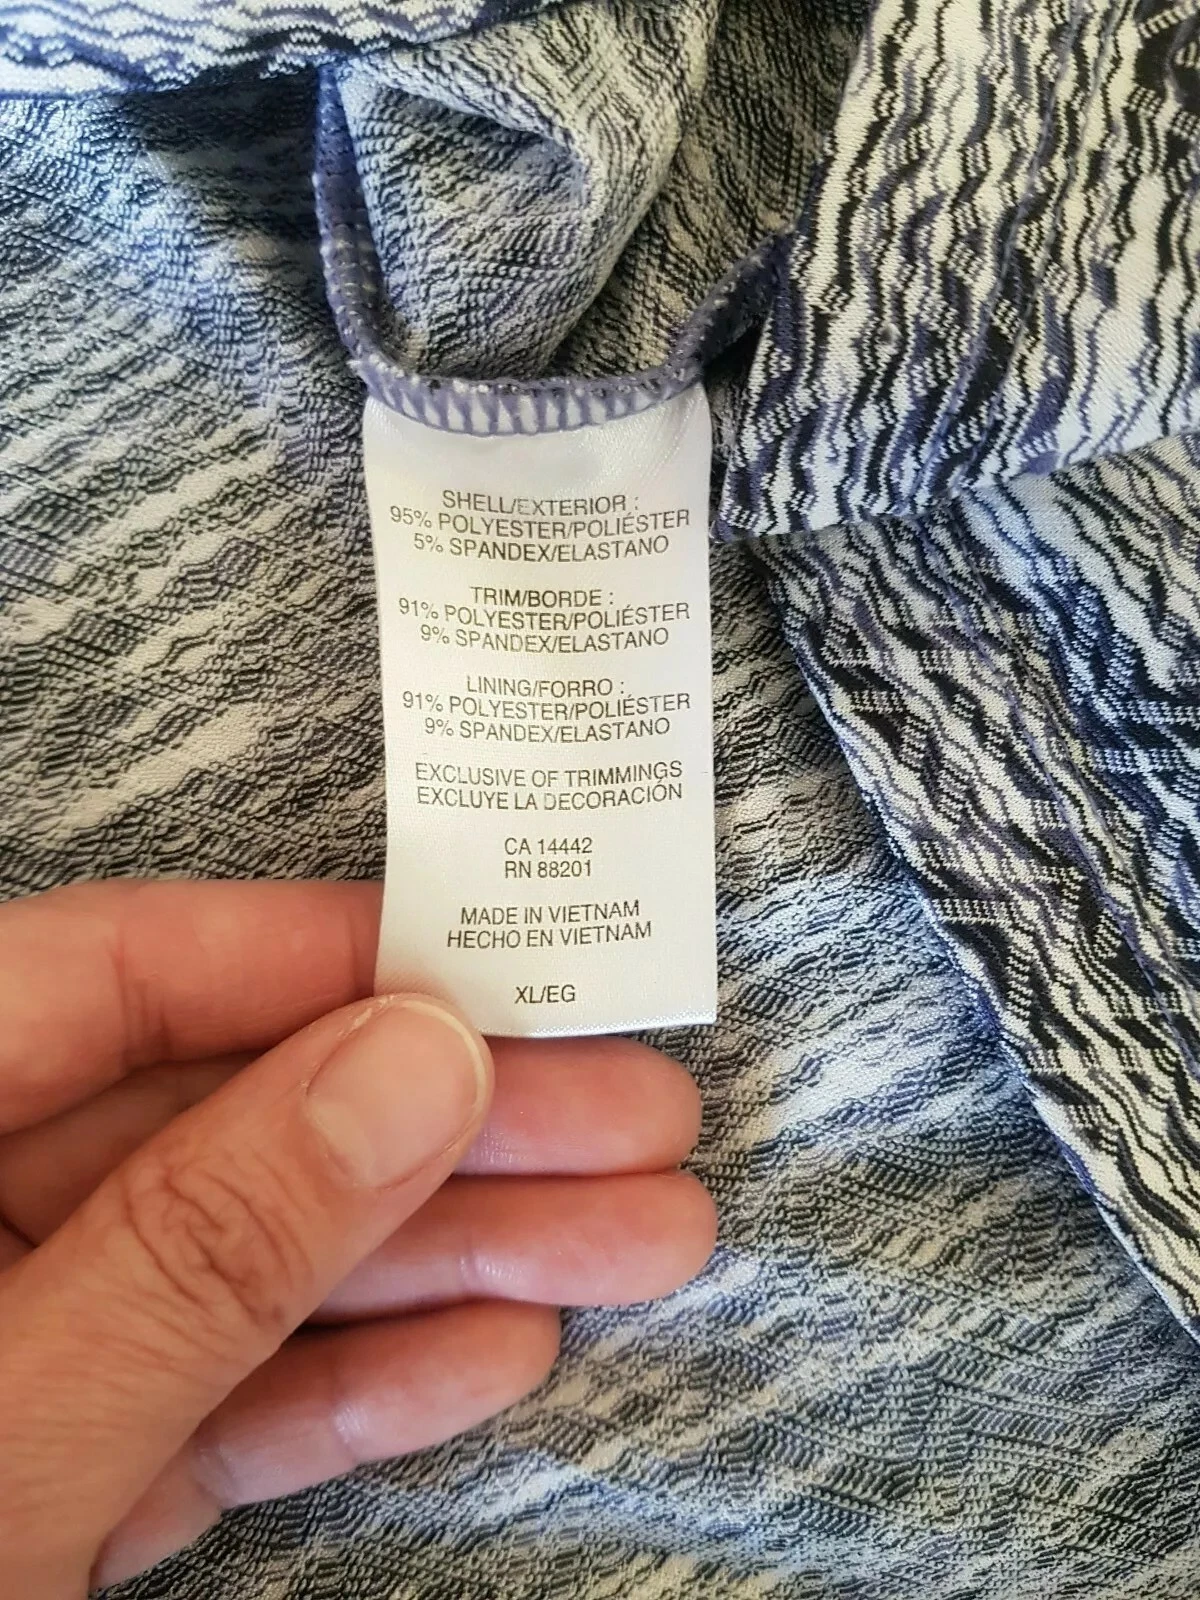 SHELL/EXTERIOR :
95% POLYESTER/POLIÉSTER
5% SPANDEX/ELASTANO
TRIM/BORDE :
91% POLYESTER/POLIÉSTER
9% SPANDEX/ELASTANO
LINING/FORRO :
91% POLYESTER/POLIÉSTER
9% SPANDEX/ELASTANO
EXCLUSIVE OF TRIMMINGS
EXCLUYE LA DECORACIÓN
CA 14442
RN 88201
MADE IN VIETNAM
HECHO EN VIETNAM
XL/EG